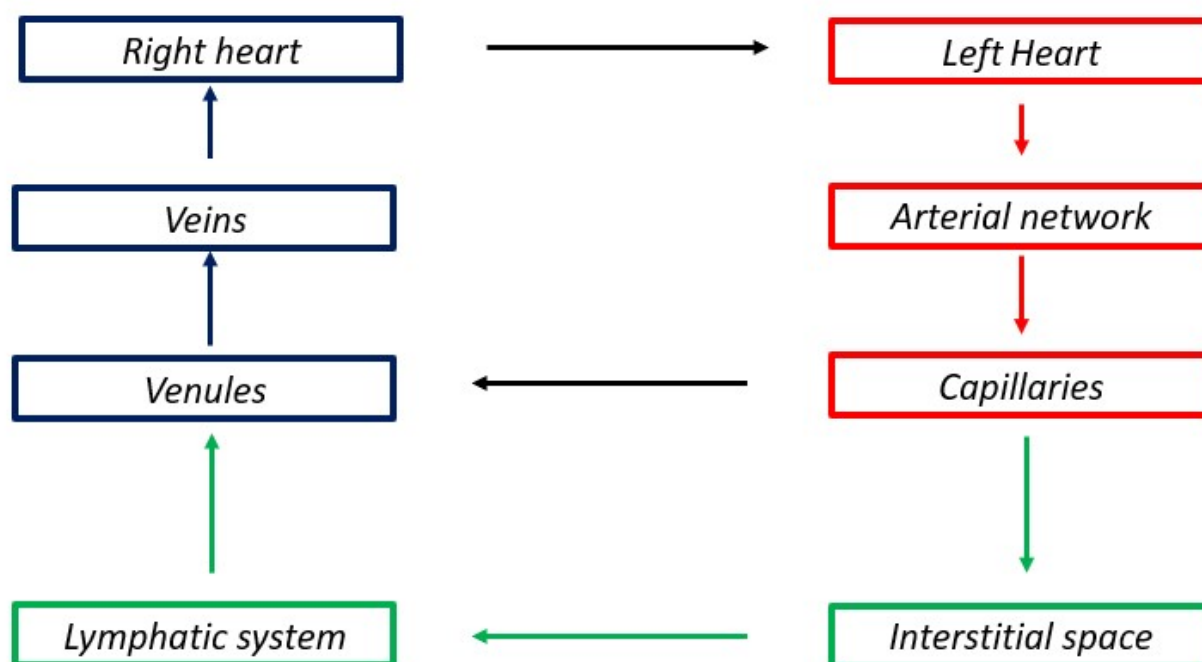 Right heart
Left Heart
Veins
Arterial network
Venules
Capillaries
Lymphatic system
Interstitial space